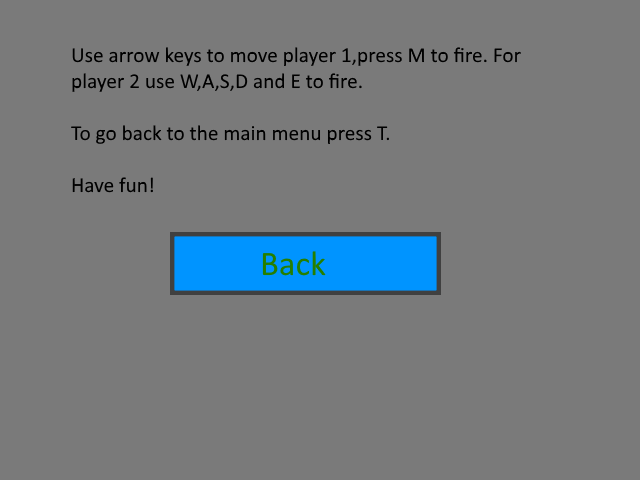 Use arrow keys to move player 1,press M to fire. For
player 2 use W,A,S,D and E to fire.
To go back to the main menu press T.
Have fun!
Back